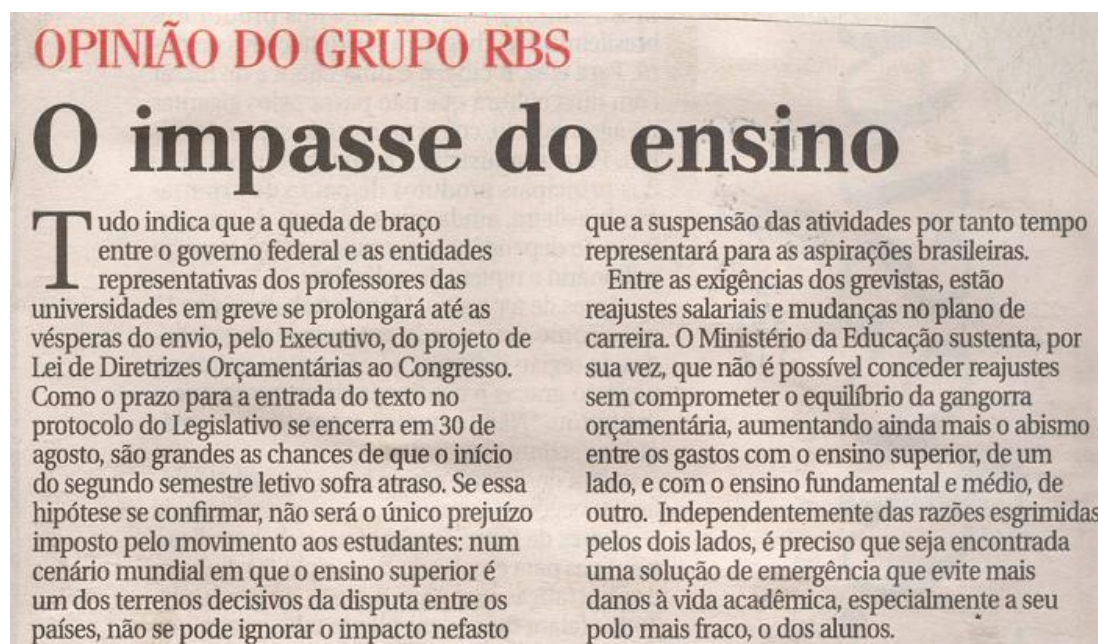 OPINIÃO DO GRUPO RBS
O impasse do ensino
Tudo indica que a queda de braço
entre o governo federal e as entidades
representativas dos professores das
universidades em greve se prolongará até as
vésperas do envio, pelo Executivo, do projeto de
Lei de Diretrizes Orçamentárias ao Congresso.
Como o prazo para a entrada do texto no
protocolo do Legislativo se encerra em 30 de
agosto, são grandes as chances de que o início
do segundo semestre letivo sofra atraso. Se essa
hipótese se confirmar, não será o único prejuízo
imposto pelo movimento aos estudantes: num
cenário mundial em que o ensino superior é
um dos terrenos decisivos da disputa entre os
países, não se pode ignorar o impacto nefasto
que a suspensão das atividades por tanto tempo
representará para as aspirações brasileiras.
Entre as exigências dos grevistas, estão
reajustes salariais e mudanças no plano de
carreira. O Ministério da Educação sustenta, por
sua vez, que não é possível conceder reajustes
sem comprometer o equilíbrio da gangorra
orçamentária, aumentando ainda mais o abismo
entre os gastos com o ensino superior, de um
lado, e com o ensino fundamental e médio, de
outro. Independentemente das razões esgrimidas
pelos dois lados, é preciso que seja encontrada
uma solução de emergência que evite mais
danos à vida acadêmica, especialmente a seu
polo mais fraco, o dos alunos.